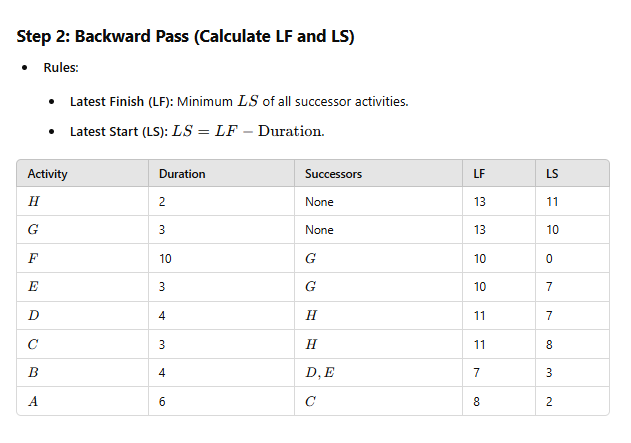 Step 2: Backward Pass (Calculate LF and LS)
• Rules:
• Latest Finish (LF): Minimum LS of all successor activities.
• Latest Start (LS): LS = LF − Duration.
Activity Duration Successors LF LS
H 2 None 13 11
G 3 None 13 10
F 10 G 10 0
E 3 G 10 7
D 4 H 11 7
C 3 H 11 8
B 4 D, E 7 3
A 6 C 8 2